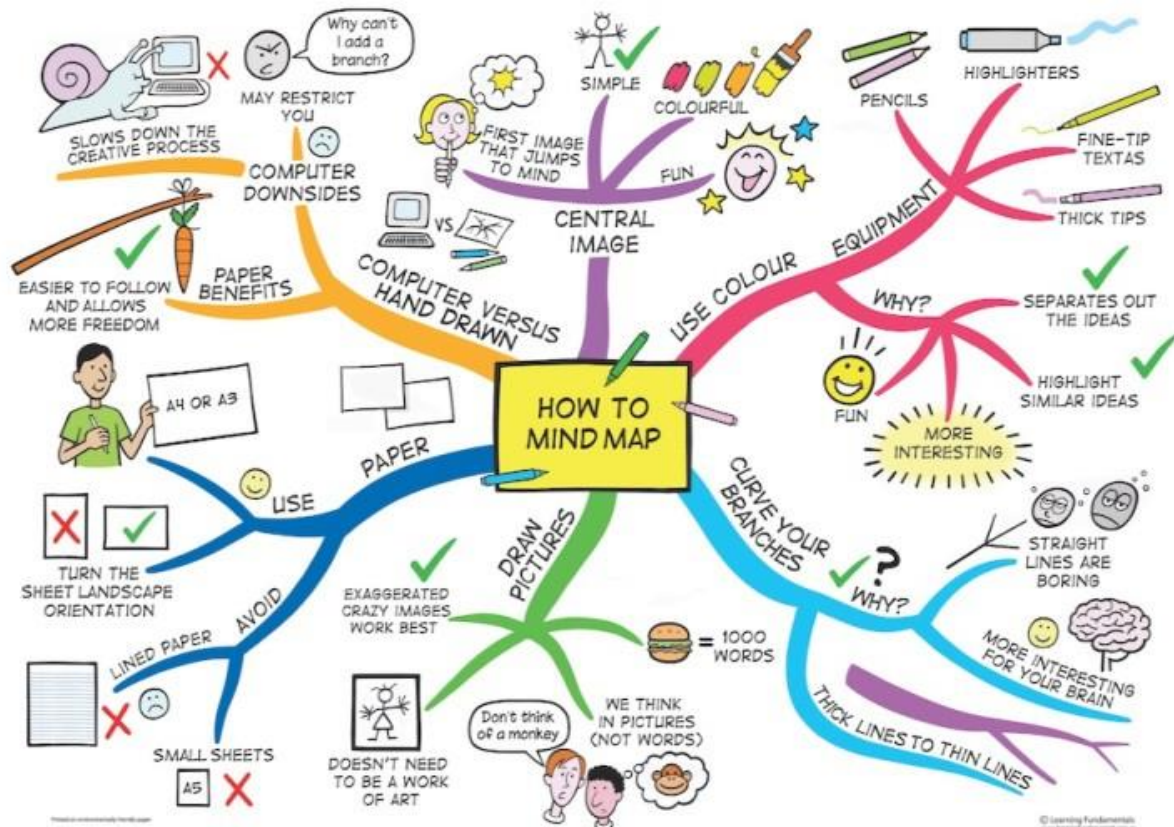 HOW TO
MIND MAP
CENTRAL
IMAGE
FIRST IMAGE
THAT JUMPS
TO MIND
SIMPLE
COLOURFUL
FUN
USE COLOUR
EQUIPMENT
PENCILS
HIGHLIGHTERS
FINE-TIP
TEXTAS
THICK TIPS
WHY?
SEPARATES OUT
THE IDEAS
HIGHLIGHT
SIMILAR IDEAS
MORE
INTERESTING
FUN
CURVE YOUR
BRANCHES
?
WHY?
STRAIGHT
LINES ARE
BORING
MORE INTERESTING
FOR YOUR BRAIN
THICK LINES TO THIN LINES
DRAW
PICTURES
= 1000
WORDS
WE THINK
IN PICTURES
(NOT WORDS)
Don't think
of a monkey
DOESN'T NEED
TO BE A WORK
OF ART
EXAGGERATED
CRAZY IMAGES
WORK BEST
PAPER
USE
A4 OR A3
TURN THE
SHEET LANDSCAPE
ORIENTATION
AVOID
LINED PAPER
SMALL SHEETS
A5
COMPUTER VERSUS
HAND DRAWN
VS
PAPER
BENEFITS
EASIER TO FOLLOW
AND ALLOWS
MORE FREEDOM
COMPUTER
DOWNSIDES
SLOWS DOWN THE
CREATIVE PROCESS
MAY RESTRICT
YOU
Why can't
I add a
branch?
Printed on environmentally friendly paper
© Learning Fundamentals